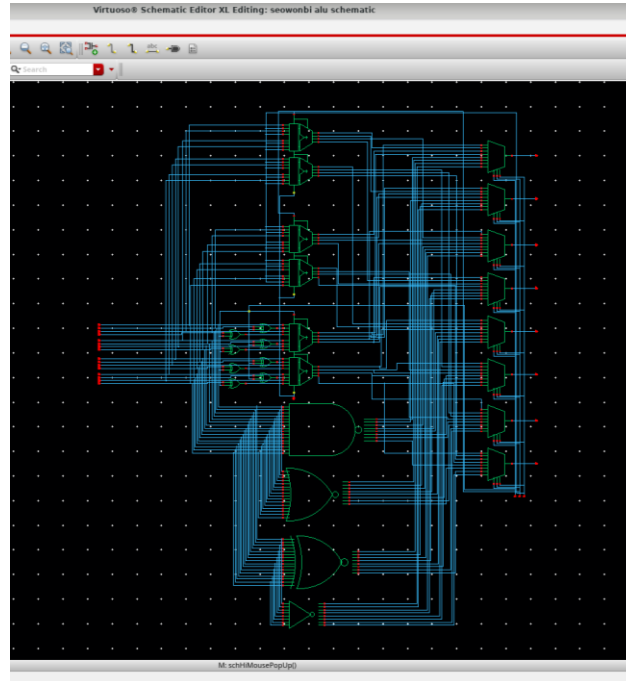 Virtuoso® Schematic Editor XL Editing: seowonbi alu schematic
Search
M: schHiMousePopUp()